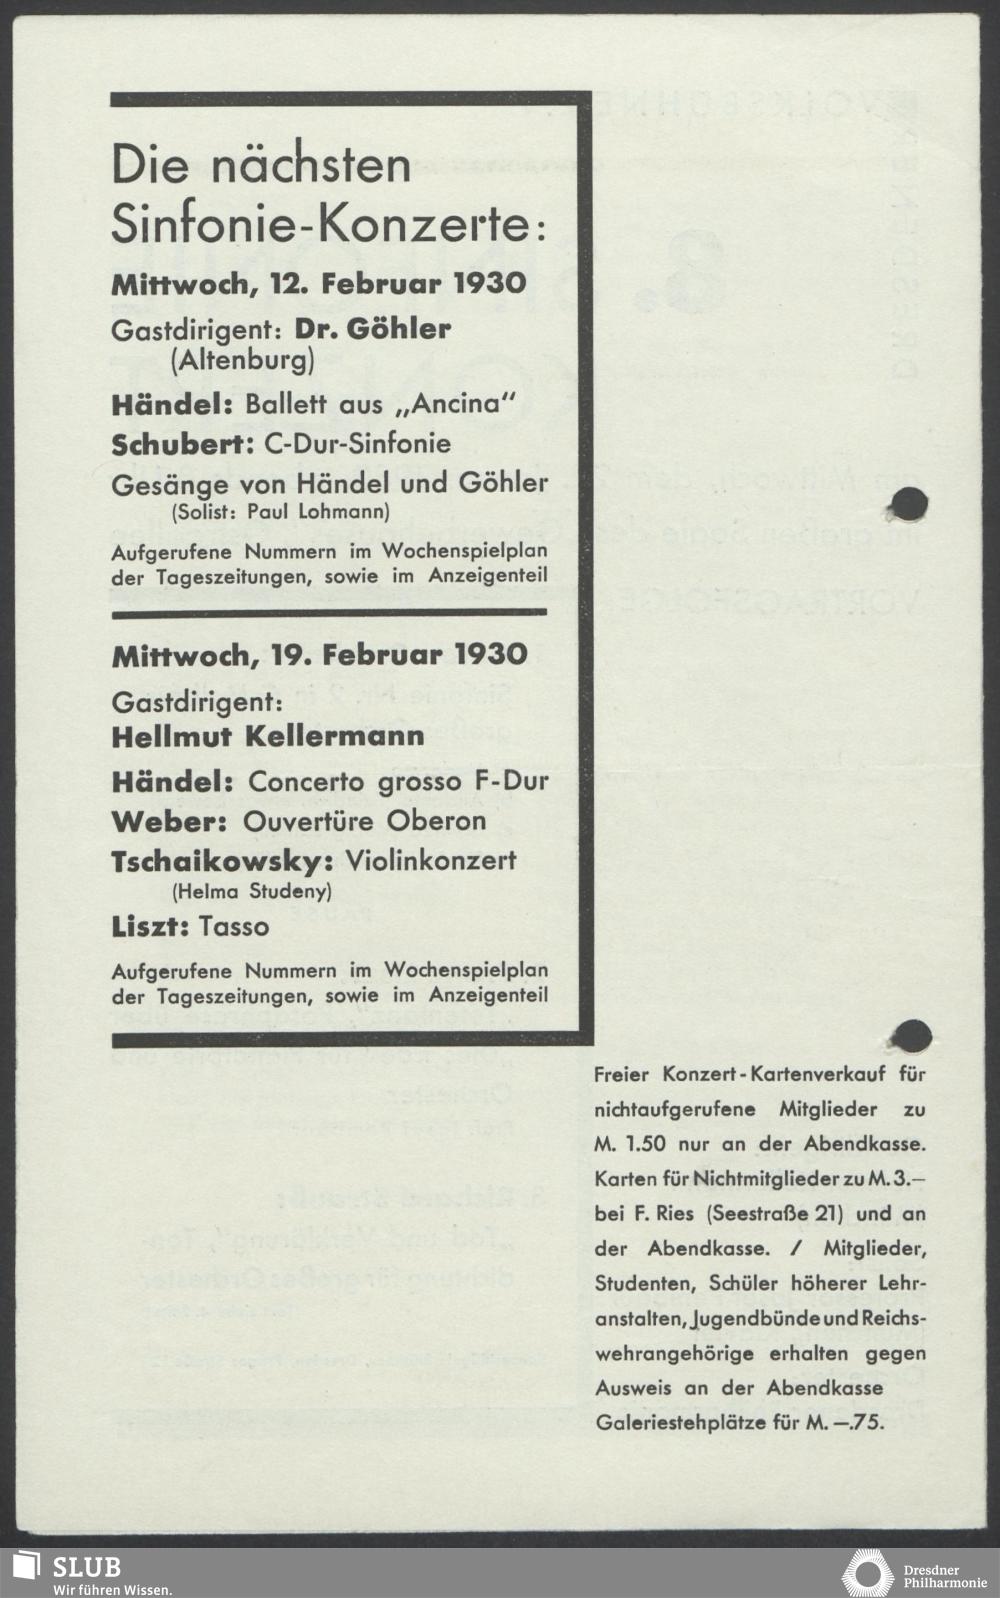 Die nächsten
Sinfonie-Konzerte:
Mittwoch, 12. Februar 1930
Gastdirigent: Dr. Göhler
(Altenburg)
Händel: Ballett aus „Ancina“
Schubert: C-Dur-Sinfonie
Gesänge von Händel und Göhler
(Solist: Paul Lohmann)
Aufgerufene Nummern im Wochenspielplan
der Tageszeitungen, sowie im Anzeigenteil
Mittwoch, 19. Februar 1930
Gastdirigent:
Hellmut Kellermann
Händel: Concerto grosso F-Dur
Weber: Ouvertüre Oberon
Tschaikowsky: Violinkonzert
(Helma Studeny)
Liszt: Tasso
Aufgerufene Nummern im Wochenspielplan
der Tageszeitungen, sowie im Anzeigenteil
Freier Konzert-Kartenverkauf für
nichtaufgerufene Mitglieder zu
M. 1.50 nur an der Abendkasse.
Karten für Nichtmitglieder zu M. 3.—
bei F. Ries (Seestraße 21) und an
der Abendkasse. / Mitglieder,
Studenten, Schüler höherer Lehr-
anstalten, Jugendbünde und Reichs-
wehrangehörige erhalten gegen
Ausweis an der Abendkasse
Galeriestehplätze für M. —.75.
SLUB
Wir führen Wissen.
Dresdner
Philharmonie